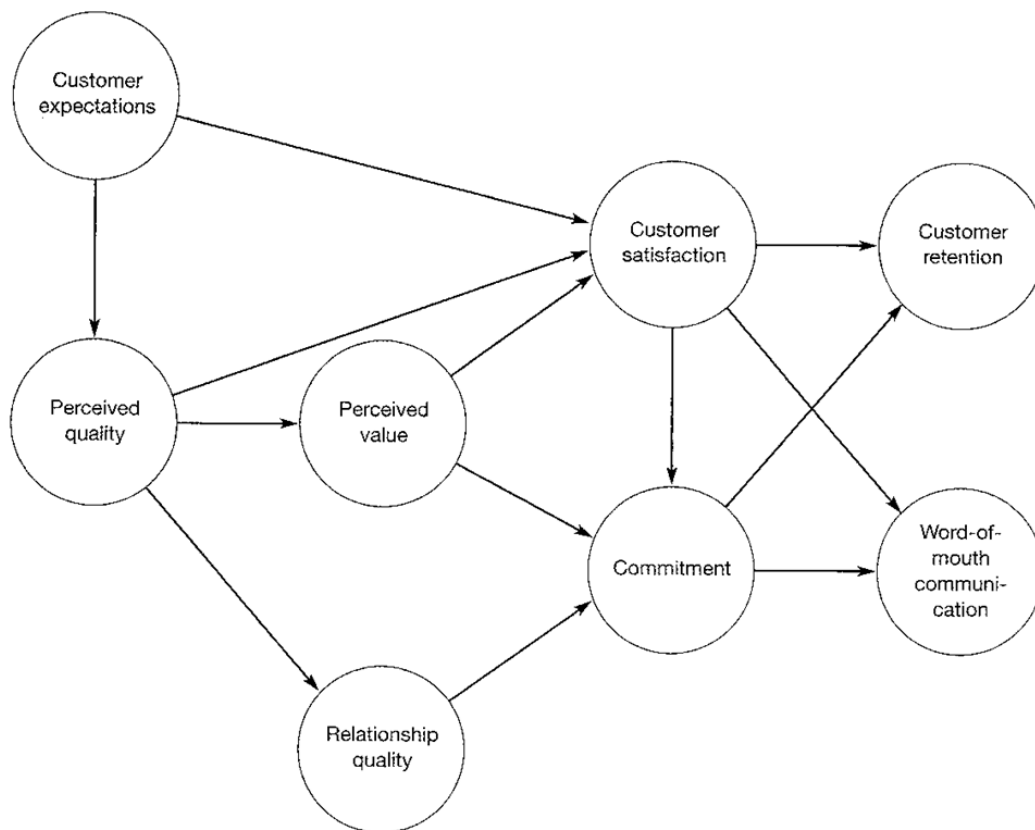 Customer
expectations
Customer
satisfaction
Customer
retention
Perceived
quality
Perceived
value
Commitment
Word-of-
mouth
communi-
cation
Relationship
quality